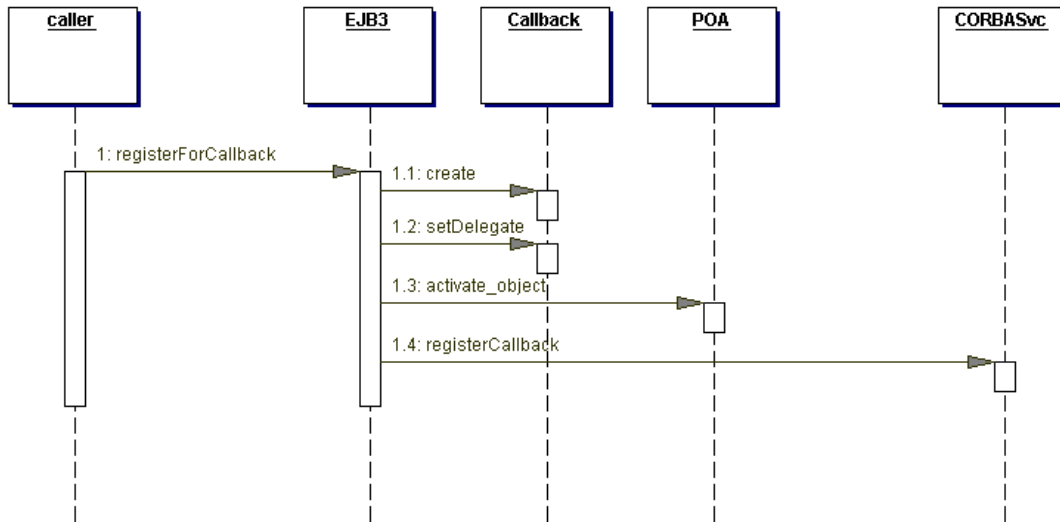 caller
EJB3
Callback
POA
CORBASvc
1: registerForCallback
1.1: create
1.2: setDelegate
1.3: activate_object
1.4: registerCallback